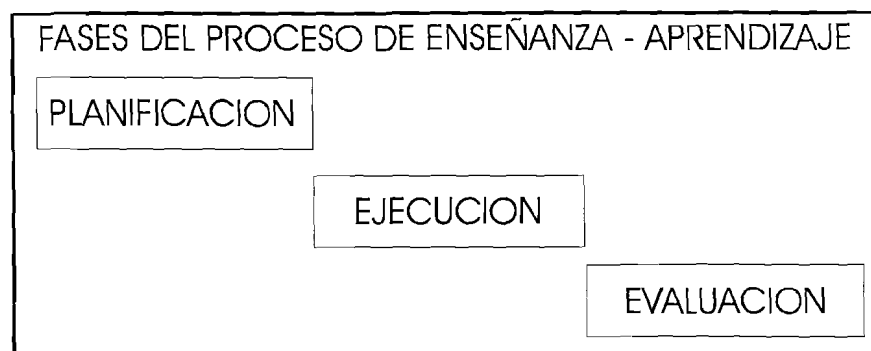 FASES DEL PROCESO DE ENSEÑANZA - APRENDIZAJE
PLANIFICACION
EJECUCION
EVALUACION